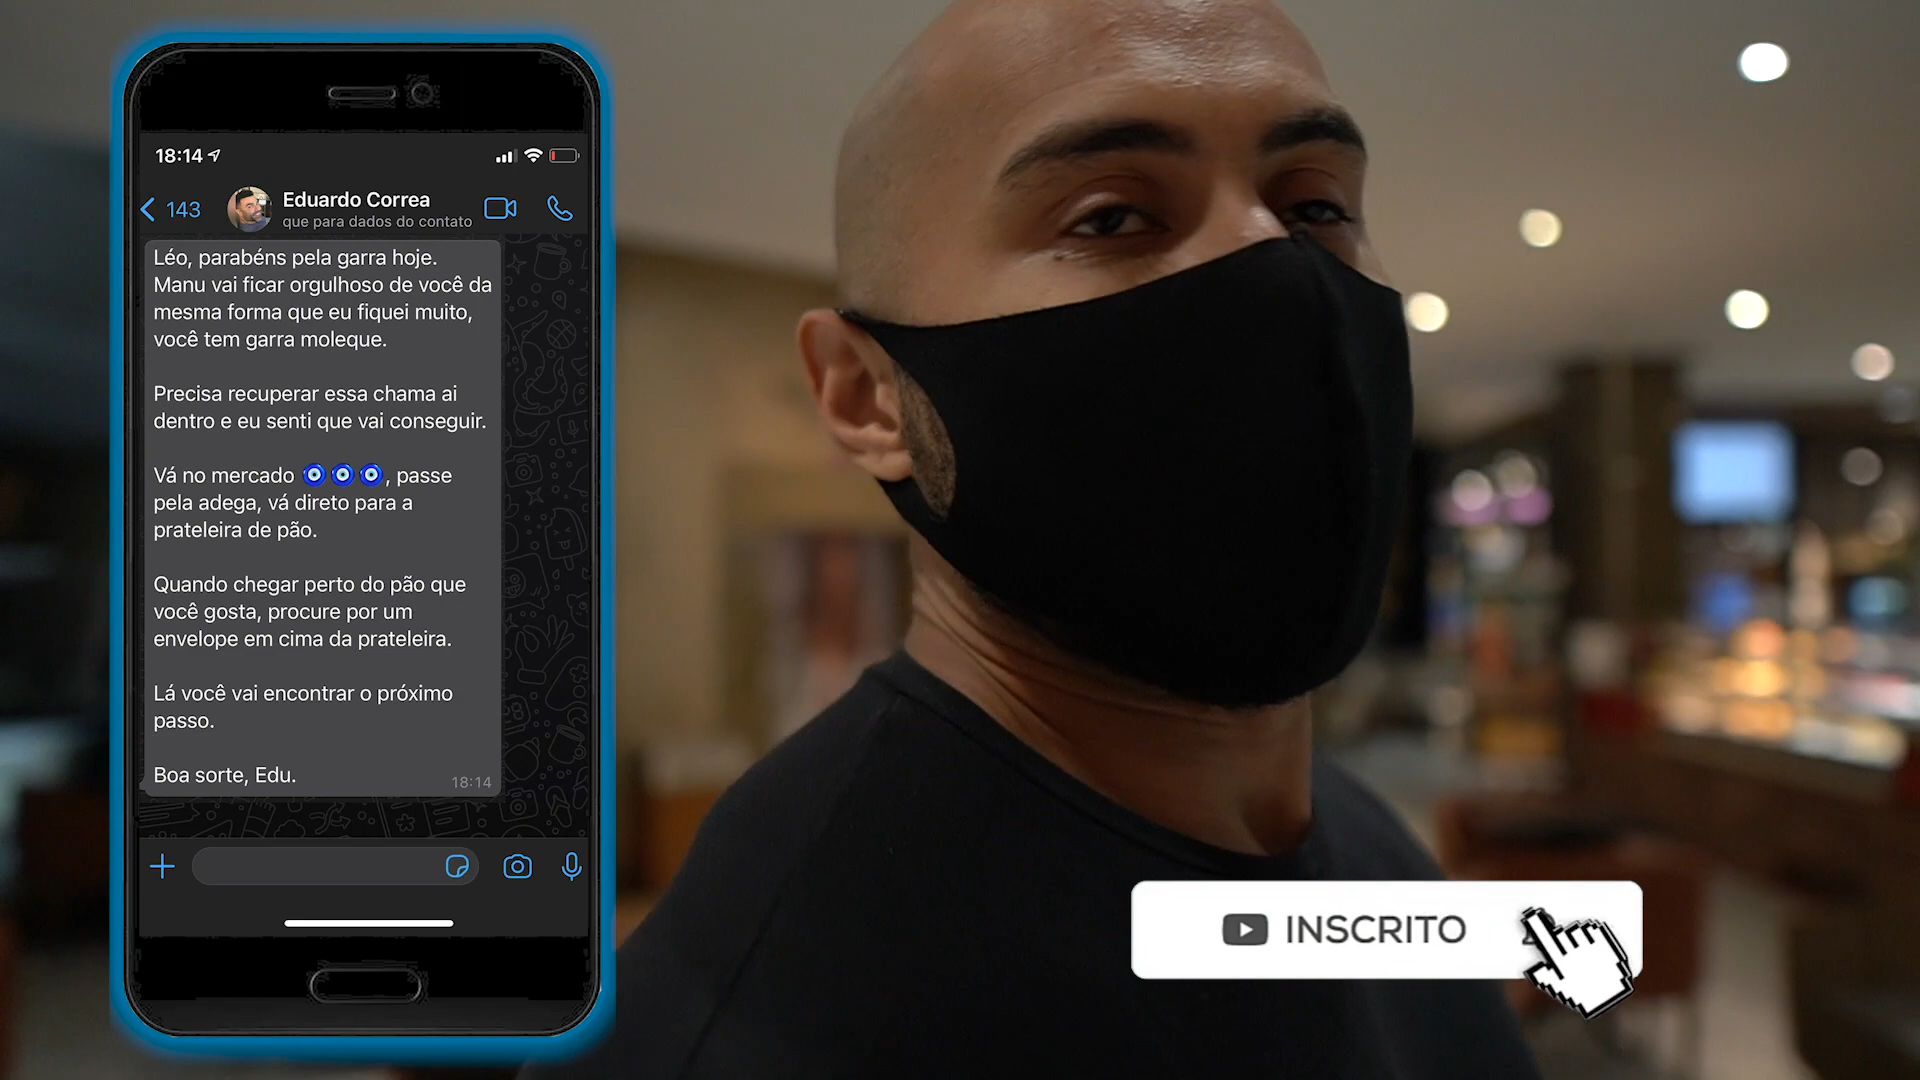 18:14
143
Eduardo Correa
que para dados do contato
Léo, parabéns pela garra hoje.
Manu vai ficar orgulhoso de você da
mesma forma que eu fiquei muito,
você tem garra moleque.
Precisa recuperar essa chama ai
dentro e eu senti que vai conseguir.
Vá no mercado 🧿🧿🧿, passe
pela adega, vá direto para a
prateleira de pão.
Quando chegar perto do pão que
você gosta, procure por um
envelope em cima da prateleira.
Lá você vai encontrar o próximo
passo.
Boa sorte, Edu.
18:14
INSCRITO